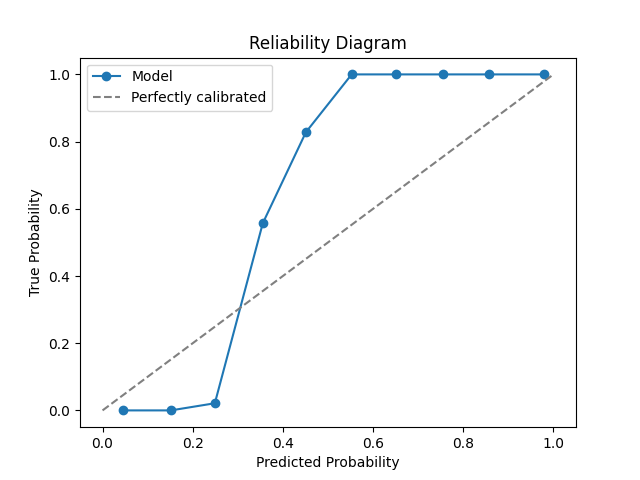 Reliability Diagram
Model
Perfectly calibrated
True Probability
1.0
0.8
0.6
0.4
0.2
0.0
0.0 0.2 0.4 0.6 0.8 1.0
Predicted Probability